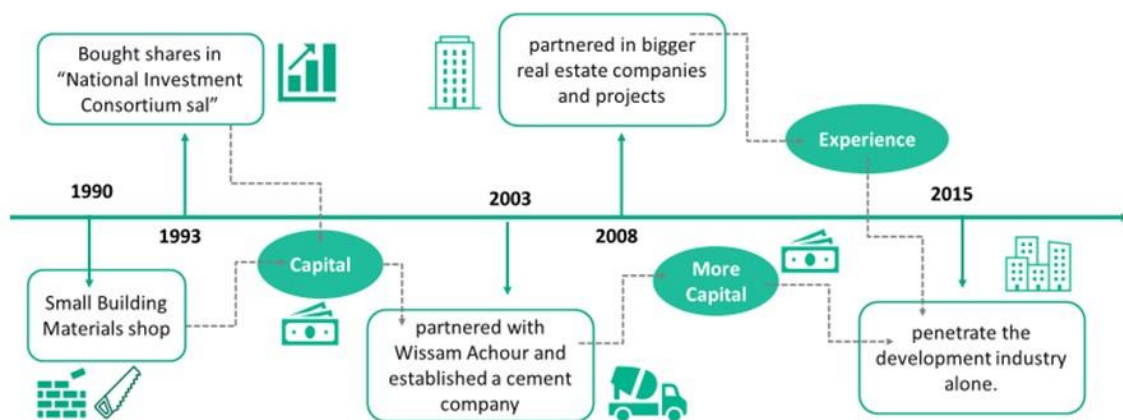 Bought shares in
“National Investment
Consortium sal”
partnered in bigger
real estate companies
and projects
Experience
1990
2003
2015
1993
2008
Capital
More
Capital
Small Building
Materials shop
partnered with
Wissam Achour and
established a cement
company
penetrate the
development industry
alone.